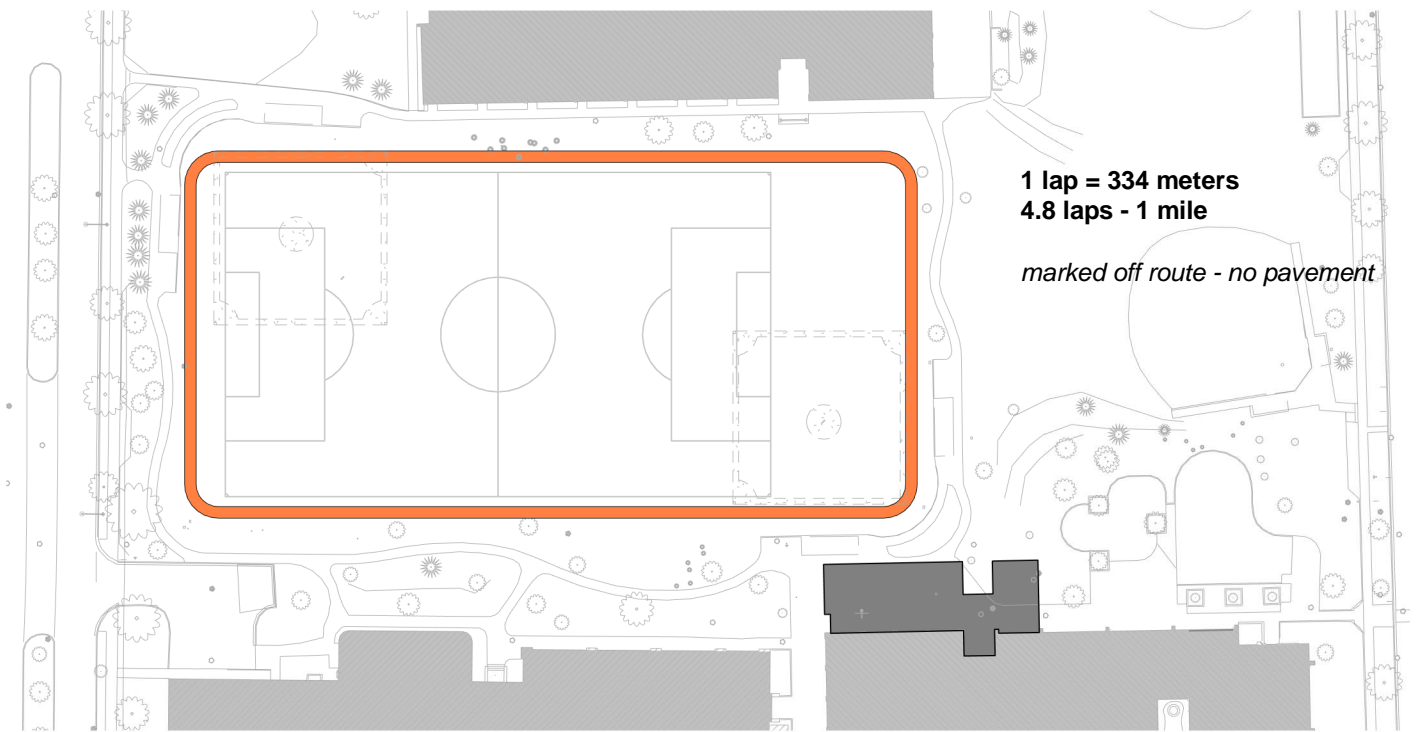 1 lap = 334 meters
4.8 laps - 1 mile
marked off route - no pavement